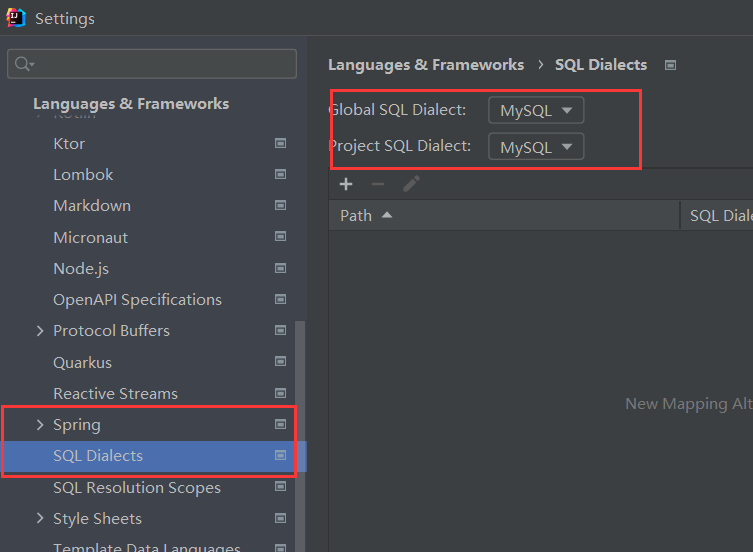 Settings
Languages & Frameworks
Kotlin
Ktor
Lombok
Markdown
Micronaut
Node.js
OpenAPI Specifications
Protocol Buffers
Quarkus
Reactive Streams
Spring
SQL Dialects
SQL Resolution Scopes
Style Sheets
Template Data Languages
Languages & Frameworks > SQL Dialects
Global SQL Dialect: MySQL
Project SQL Dialect: MySQL
Path SQL Diale
New Mapping Alt